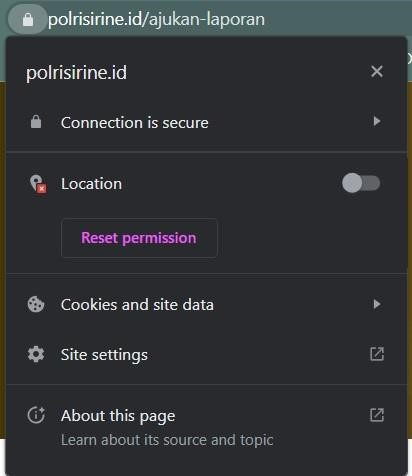 polrisirine.id/ajukan-laporan
polrisirine.id
Connection is secure
Location
Reset permission
Cookies and site data
Site settings
About this page
Learn about its source and topic